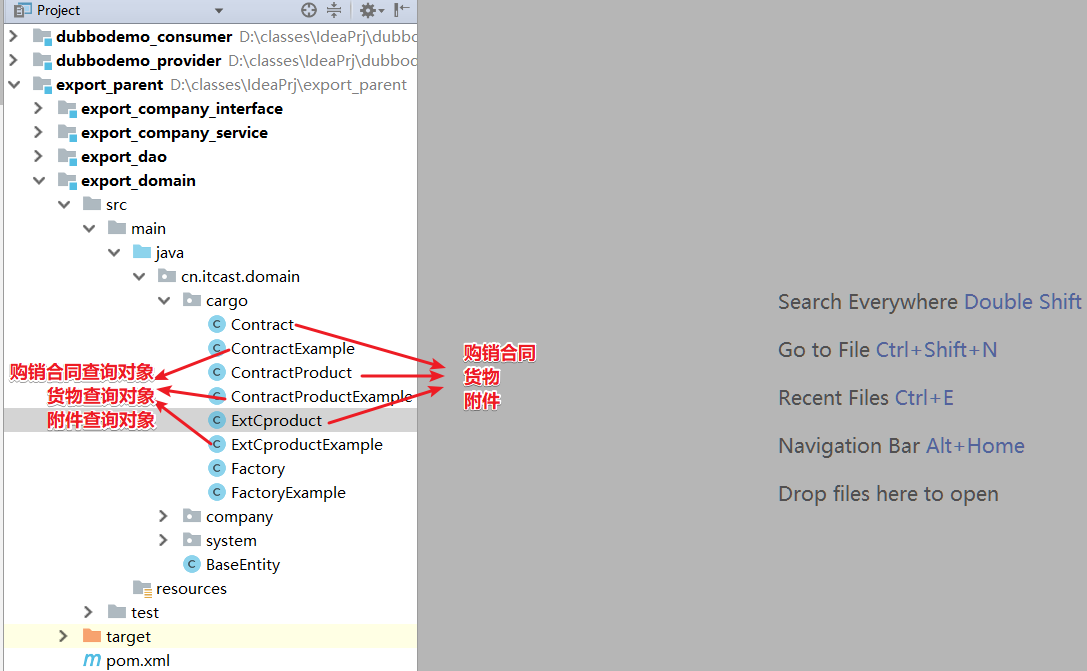 Project
dubbodemo_consumer D:\classes\IdeaPrj\dubbo
dubbodemo_provider D:\classes\IdeaPrj\dubboc
export_parent D:\classes\IdeaPrj\export_parent
export_company_interface
export_company_service
export_dao
export_domain
src
main
java
cn.itcast.domain
cargo
Contract
ContractExample
ContractProduct
ContractProductExample
ExtCproduct
ExtCproductExample
Factory
FactoryExample
company
system
BaseEntity
resources
test
target
pom.xml
购销合同查询对象
货物查询对象
附件查询对象
购销合同
货物
附件
Search Everywhere Double Shift
Go to File Ctrl+Shift+N
Recent Files Ctrl+E
Navigation Bar Alt+Home
Drop files here to open